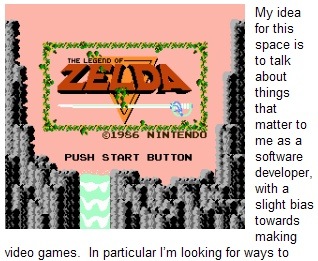 THE LEGEND OF
ZELDA
©1986 NINTENDO
PUSH START BUTTON
My idea
for this
space is
to talk
about
things
that
matter to
me as a
software
developer,
with a
slight bias
towards
making
video games.  In particular I'm looking for ways to